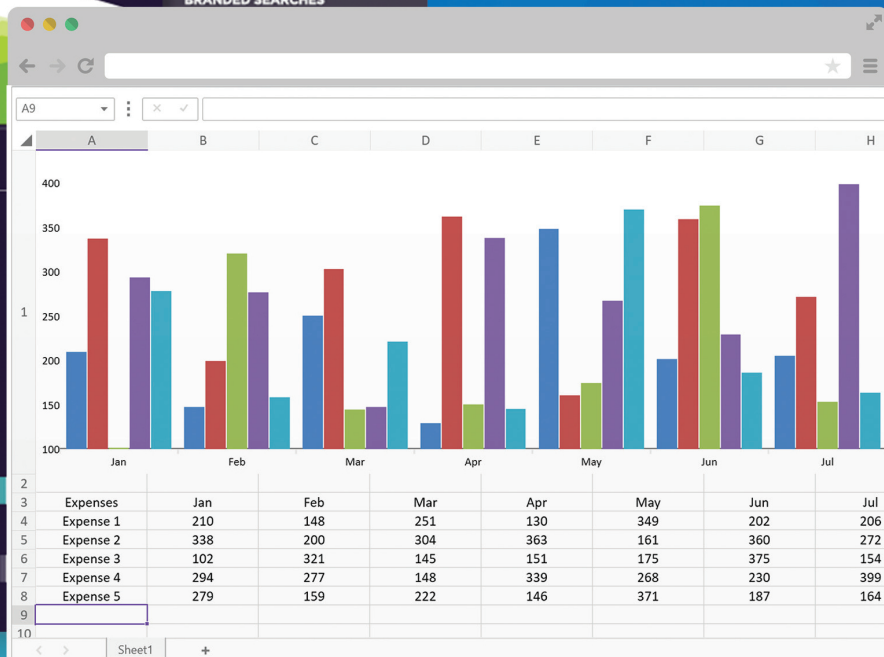 BRANDED SEARCHES
A9
A B C D E F G H
400
350
300
1
250
200
150
100
Jan Feb Mar Apr May Jun Jul
2
3 Expenses Jan Feb Mar Apr May Jun Jul
4 Expense 1 210 148 251 130 349 202 206
5 Expense 2 338 200 304 363 161 360 272
6 Expense 3 102 321 145 151 175 375 154
7 Expense 4 294 277 148 339 268 230 399
8 Expense 5 279 159 222 146 371 187 164
9
10
Sheet1 +